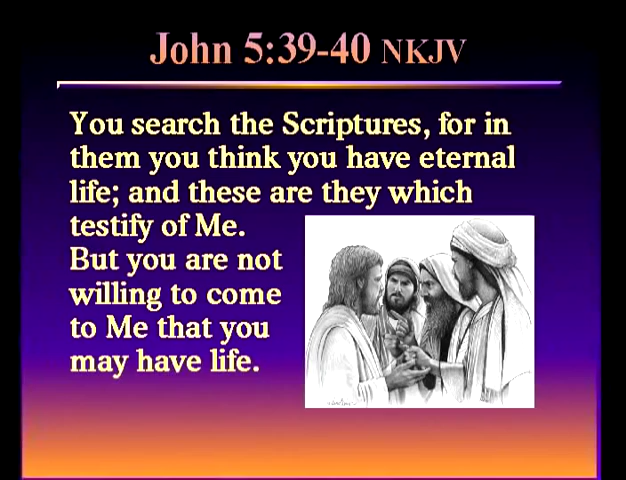 John 5:39-40 NKJV
You search the Scriptures, for in
them you think you have eternal
life; and these are they which
testify of Me.
But you are not
willing to come
to Me that you
may have life.